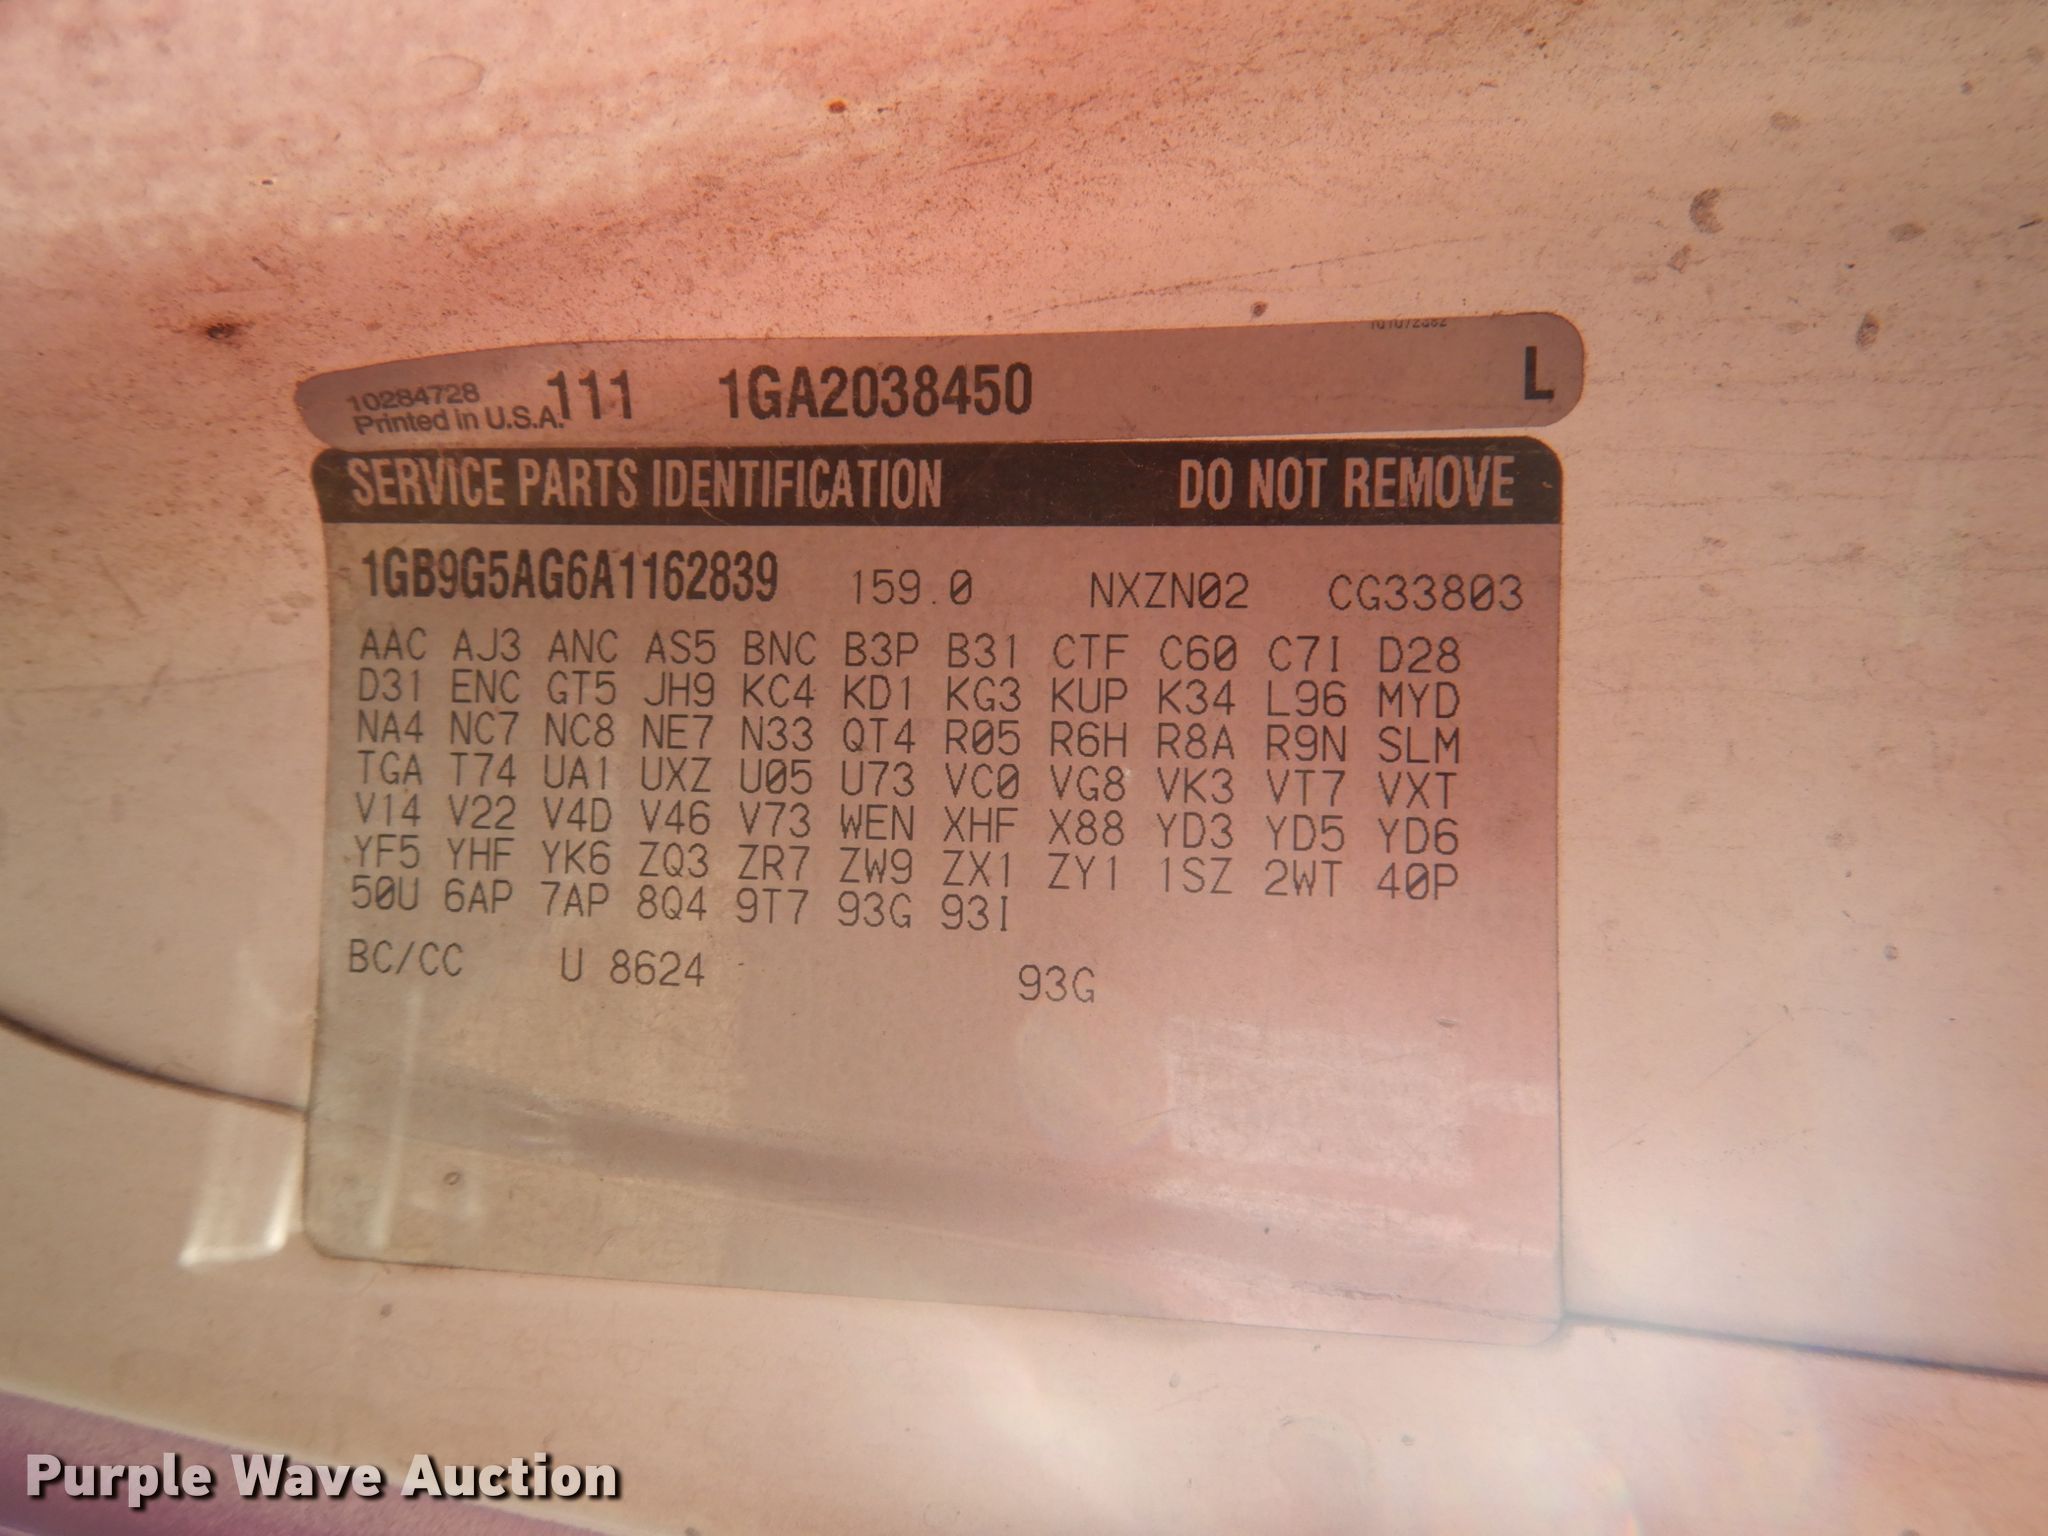 10284728
Printed in U.S.A. 111 1GA2038450 L
SERVICE PARTS IDENTIFICATION DO NOT REMOVE
1GB9G5AG6A1162839 159.0 NXZN02 CG33803
AAC AJ3 ANC AS5 BNC B3P B31 CTF C60 C7I D28
D31 ENC GT5 JH9 KC4 KD1 KG3 KUP K34 L96 MYD
NA4 NC7 NC8 NE7 N33 QT4 R05 R6H R8A R9N SLM
TGA T74 UA1 UXZ U05 U73 VC0 VG8 VK3 VT7 VXT
V14 V22 V4D V46 V73 WEN XHF X88 YD3 YD5 YD6
YF5 YHF YK6 ZQ3 ZR7 ZW9 ZX1 ZY1 1SZ 2WT 40P
50U 6AP 7AP 8Q4 9T7 93G 93I
BC/CC U 8624 93G
Purple Wave Auction